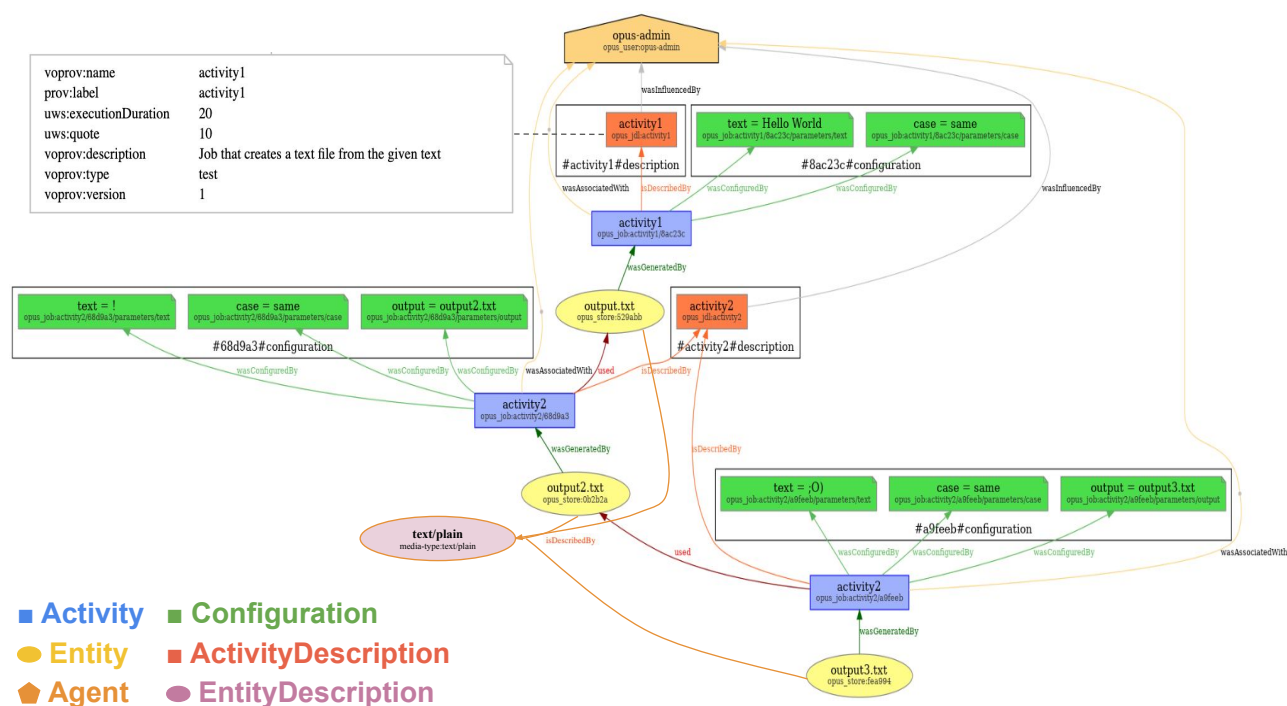 opus-admin
opus_user:opus-admin
voprov:name activity1
prov:label activity1
uws:executionDuration 20
uws:quote 10
voprov:description Job that creates a text file from the given text
voprov:type test
voprov:version 1
wasInfluencedBy
activity1
opus_jdl:activity1
#activity1#description
text = Hello World
opus_job:activity1/8ac23c/parameters/text
case = same
opus_job:activity1/8ac23c/parameters/case
#8ac23c#configuration
wasAssociatedWith
isDescribedBy
wasConfiguredBy
wasConfiguredBy
wasInfluencedBy
activity1
opus_job:activity1/8ac23c
wasGeneratedBy
text = !
opus_job:activity2/68d9a3/parameters/text
case = same
opus_job:activity2/68d9a3/parameters/case
output = output2.txt
opus_job:activity2/68d9a3/parameters/output
#68d9a3#configuration
output.txt
opus_store:529abb
activity2
opus_jdl:activity2
#activity2#description
wasConfiguredBy
wasConfiguredBy
wasConfiguredBy
wasAssociatedWith
used
isDescribedBy
activity2
opus_job:activity2/68d9a3
wasGeneratedBy
isDescribedBy
output2.txt
opus_store:0b2b2a
text = ;O)
opus_job:activity2/a9feeb/parameters/text
case = same
opus_job:activity2/a9feeb/parameters/case
output = output3.txt
opus_job:activity2/a9feeb/parameters/output
#a9feeb#configuration
text/plain
media-type:text/plain
isDescribedBy
used
wasConfiguredBy
wasConfiguredBy
wasConfiguredBy
wasAssociatedWith
activity2
opus_job:activity2/a9feeb
wasGeneratedBy
output3.txt
opus_store:fea994
Activity
Configuration
Entity
ActivityDescription
Agent
EntityDescription